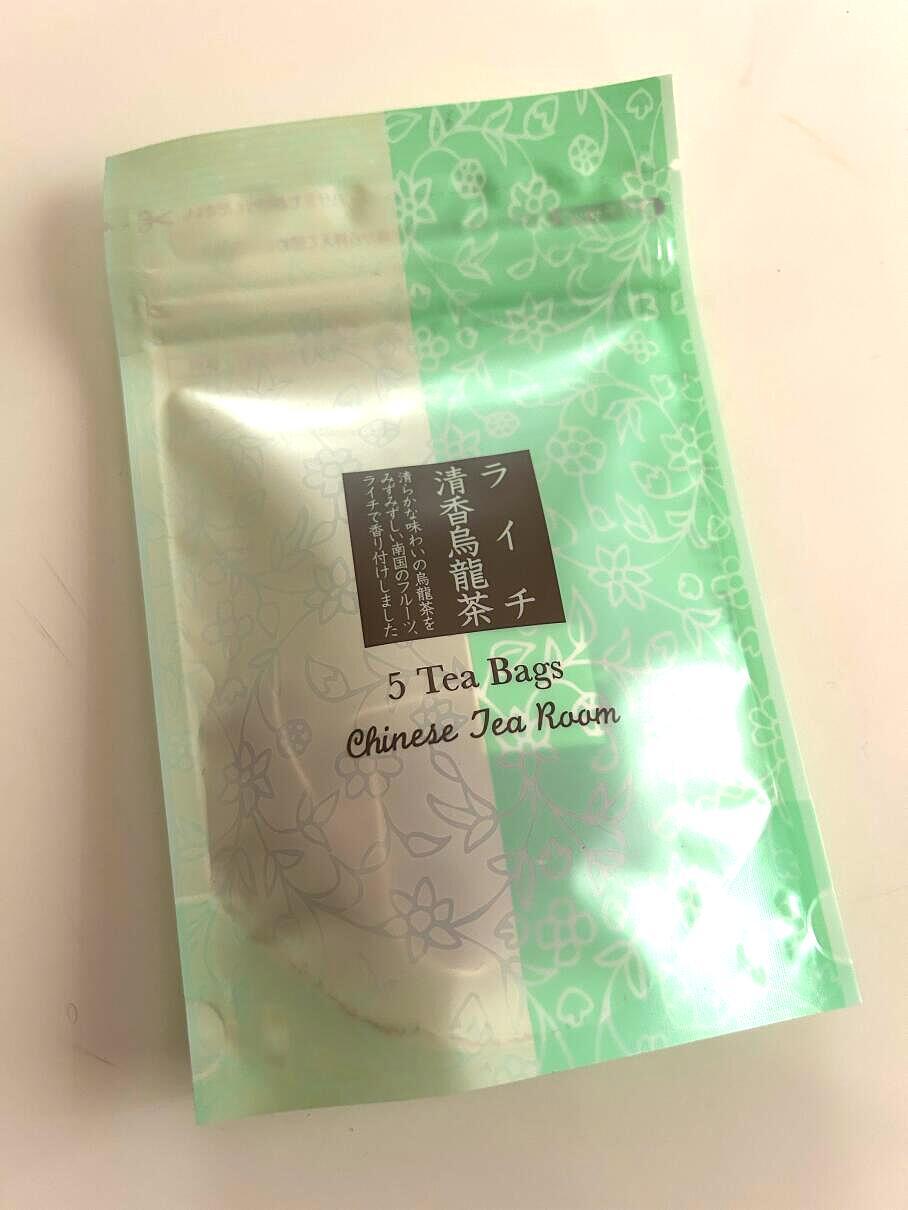 ライチ
清香烏龍茶
清らかな味わいの烏龍茶を
みずみずしい南国のフルーツ、
ライチで香り付けしました
5 Tea Bags
Chinese Tea Room